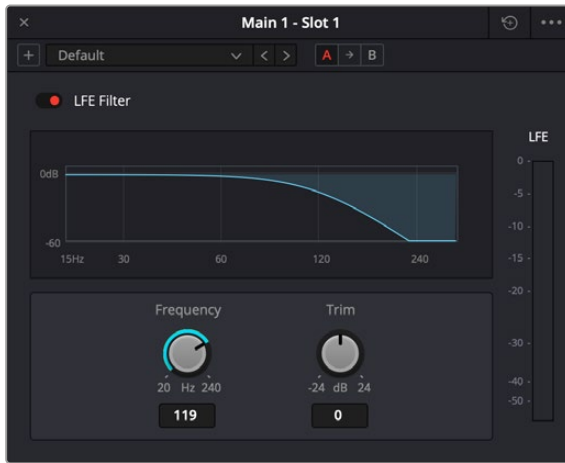 × Main 1 - Slot 1 •••
+ Default < > A → B
LFE Filter
LFE
0dB
-60
15Hz 30 60 120 240
0 -
-5 -
-10 -
-15 -
-20 -
-30 -
-40 -
-50 -
Frequency Trim
20 Hz 240 -24 dB 24
119 0